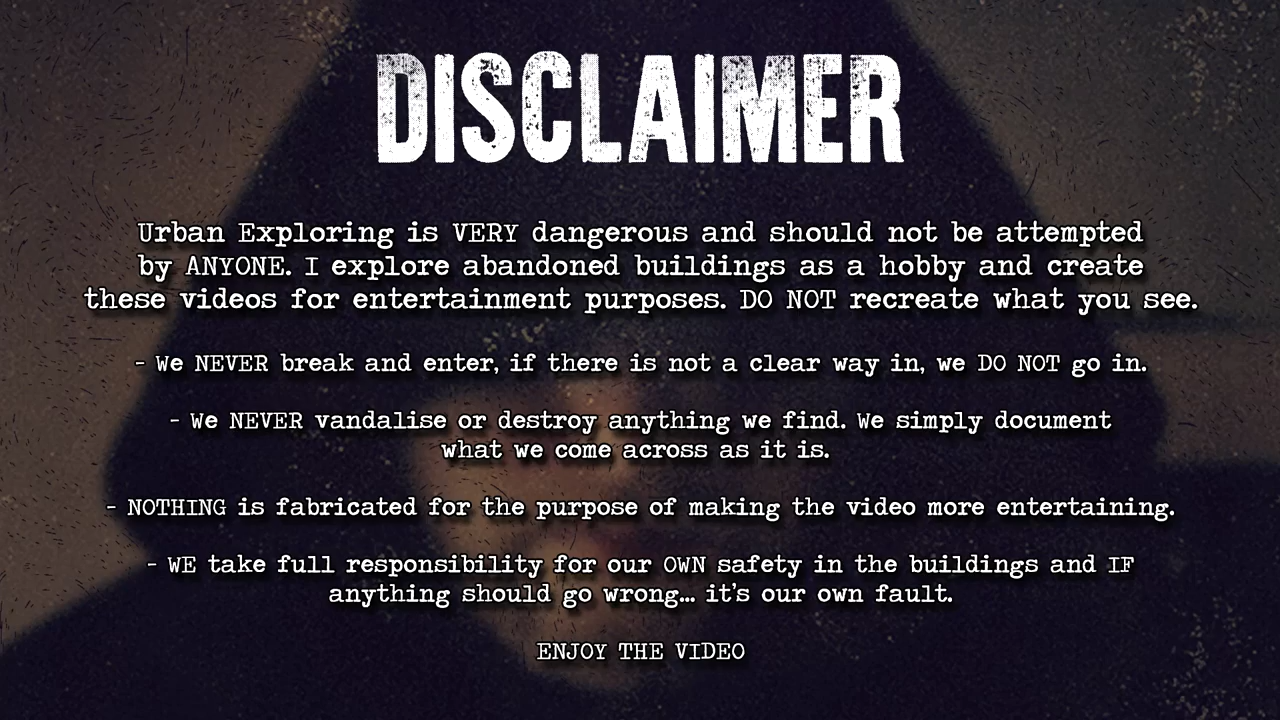 DISCLAIMER
Urban Exploring is VERY dangerous and should not be attempted
by ANYONE. I explore abandoned buildings as a hobby and create
these videos for entertainment purposes. DO NOT recreate what you see.
- We NEVER break and enter, if there is not a clear way in, we DO NOT go in.
- We NEVER vandalise or destroy anything we find. We simply document
what we come across as it is.
- NOTHING is fabricated for the purpose of making the video more entertaining.
- WE take full responsibility for our OWN safety in the buildings and IF
anything should go wrong... it's our own fault.
ENJOY THE VIDEO